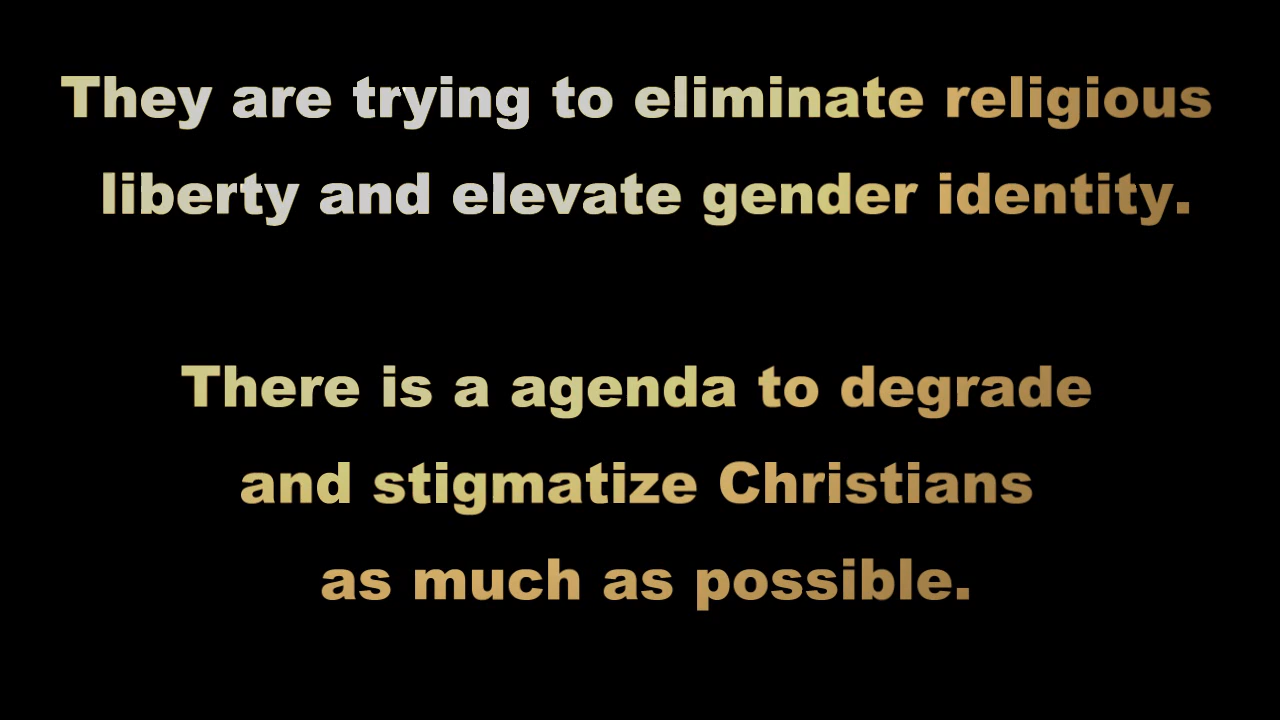 They are trying to eliminate religious
liberty and elevate gender identity.
There is a agenda to degrade
and stigmatize Christians
as much as possible.